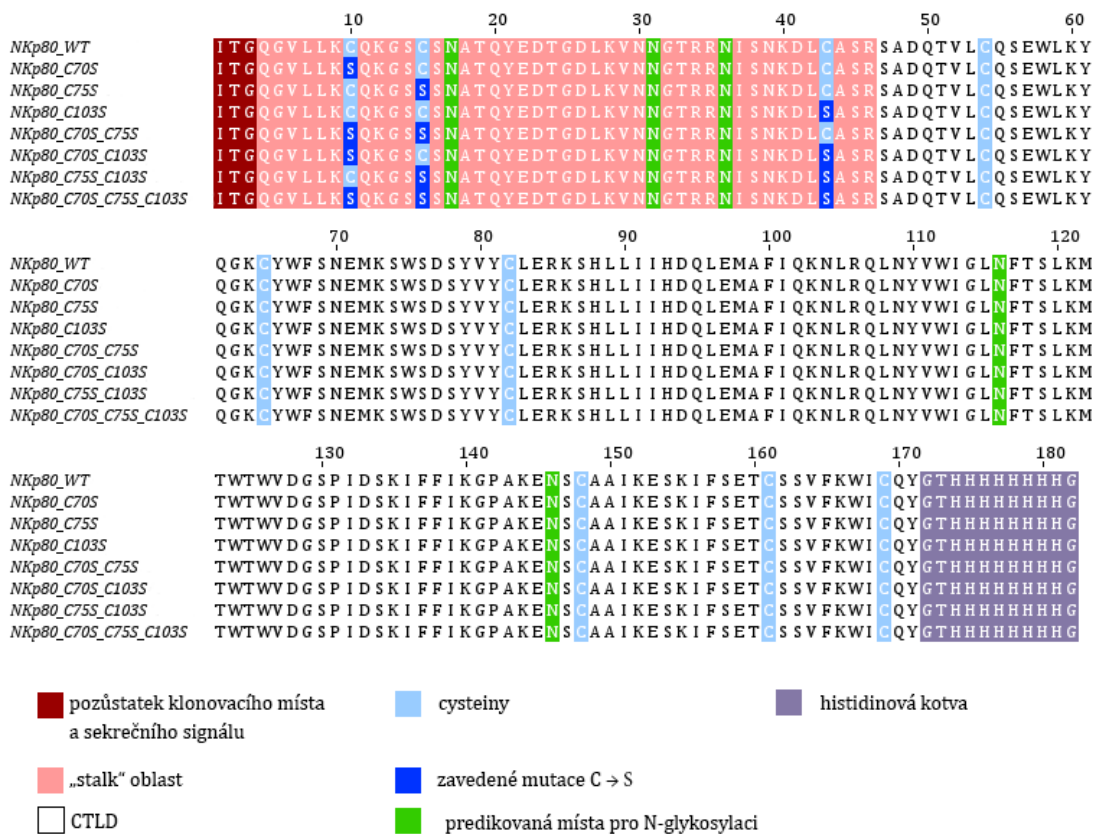 10 20 30 40 50 60
NKp80_WT ITGQGVLLKCQKGSCSNATQYEDTGDLKVNNGTRRNISNKDLCASRSADQTVLCQSEWLKY
NKp80_C70S ITGQGVLLKSQKGSCSNATQYEDTGDLKVNNGTRRNISNKDLCASRSADQTVLCQSEWLKY
NKp80_C75S ITGQGVLLKCQKGSSSNATQYEDTGDLKVNNGTRRNISNKDLCASRSADQTVLCQSEWLKY
NKp80_C103S ITGQGVLLKCQKGSCSNATQYEDTGDLKVNNGTRRNISNKDLSASRSADQTVLCQSEWLKY
NKp80_C70S_C75S ITGQGVLLKSQKGSSSNATQYEDTGDLKVNNGTRRNISNKDLCASRSADQTVLCQSEWLKY
NKp80_C70S_C103S ITGQGVLLKSQKGSCSNATQYEDTGDLKVNNGTRRNISNKDLSASRSADQTVLCQSEWLKY
NKp80_C75S_C103S ITGQGVLLKCQKGSSSNATQYEDTGDLKVNNGTRRNISNKDLSASRSADQTVLCQSEWLKY
NKp80_C70S_C75S_C103S ITGQGVLLKSQKGSSSNATQYEDTGDLKVNNGTRRNISNKDLSASRSADQTVLCQSEWLKY
70 80 90 100 110 120
NKp80_WT QGKCYWFSNEMKSWSDSYVYCLERKSHLLIIHDQLEMAFIQKNLRQLNYVWIGLNFTSLKM
NKp80_C70S QGKCYWFSNEMKSWSDSYVYCLERKSHLLIIHDQLEMAFIQKNLRQLNYVWIGLNFTSLKM
NKp80_C75S QGKCYWFSNEMKSWSDSYVYCLERKSHLLIIHDQLEMAFIQKNLRQLNYVWIGLNFTSLKM
NKp80_C103S QGKCYWFSNEMKSWSDSYVYCLERKSHLLIIHDQLEMAFIQKNLRQLNYVWIGLNFTSLKM
NKp80_C70S_C75S QGKCYWFSNEMKSWSDSYVYCLERKSHLLIIHDQLEMAFIQKNLRQLNYVWIGLNFTSLKM
NKp80_C70S_C103S QGKCYWFSNEMKSWSDSYVYCLERKSHLLIIHDQLEMAFIQKNLRQLNYVWIGLNFTSLKM
NKp80_C75S_C103S QGKCYWFSNEMKSWSDSYVYCLERKSHLLIIHDQLEMAFIQKNLRQLNYVWIGLNFTSLKM
NKp80_C70S_C75S_C103S QGKCYWFSNEMKSWSDSYVYCLERKSHLLIIHDQLEMAFIQKNLRQLNYVWIGLNFTSLKM
130 140 150 160 170 180
NKp80_WT TWTWVDGSPIDSKIFFIKGPAKENSCAAIKESKIFSETCSSVFKWICQYGTHHHHHHHHG
NKp80_C70S TWTWVDGSPIDSKIFFIKGPAKENSCAAIKESKIFSETCSSVFKWICQYGTHHHHHHHHG
NKp80_C75S TWTWVDGSPIDSKIFFIKGPAKENSCAAIKESKIFSETCSSVFKWICQYGTHHHHHHHHG
NKp80_C103S TWTWVDGSPIDSKIFFIKGPAKENSCAAIKESKIFSETCSSVFKWICQYGTHHHHHHHHG
NKp80_C70S_C75S TWTWVDGSPIDSKIFFIKGPAKENSCAAIKESKIFSETCSSVFKWICQYGTHHHHHHHHG
NKp80_C70S_C103S TWTWVDGSPIDSKIFFIKGPAKENSCAAIKESKIFSETCSSVFKWICQYGTHHHHHHHHG
NKp80_C75S_C103S TWTWVDGSPIDSKIFFIKGPAKENSCAAIKESKIFSETCSSVFKWICQYGTHHHHHHHHG
NKp80_C70S_C75S_C103S TWTWVDGSPIDSKIFFIKGPAKENSCAAIKESKIFSETCSSVFKWICQYGTHHHHHHHHG
pozůstatek klonovacího místa
a sekrečního signálu
cysteiny
histidinová kotva
„stalk“ oblast
zavedené mutace C → S
CTLD
predikovaná místa pro N-glykosylaci